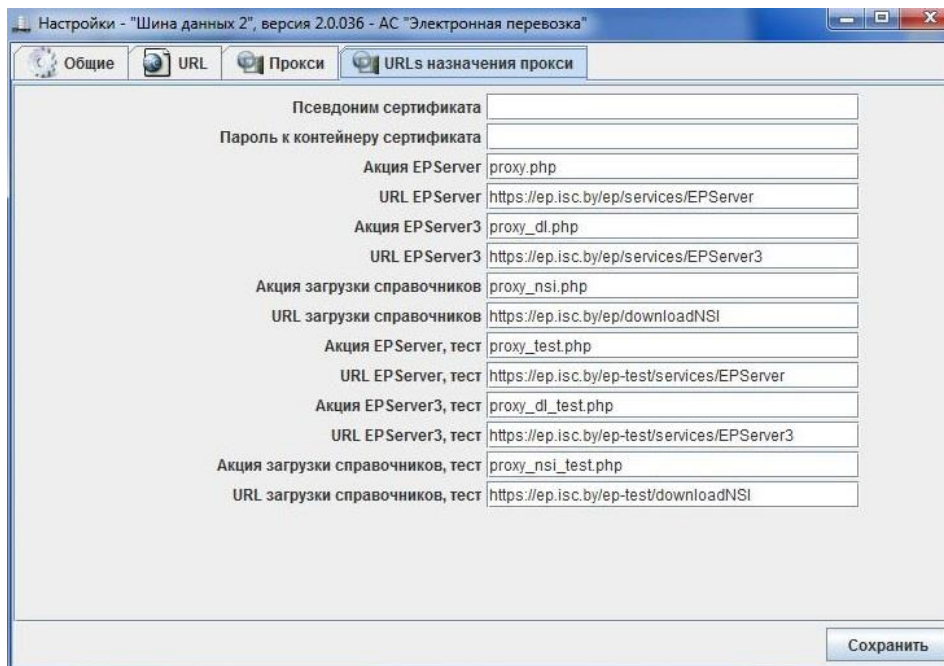 Настройки - "Шина данных 2", версия 2.0.036 - АС "Электронная перевозка"
Общие URL Прокси URLs назначения прокси
Псевдоним сертификата
Пароль к контейнеру сертификата
Акция EPServer proxy.php
URL EPServer https://ep.isc.by/ep/services/EPServer
Акция EPServer3 proxy_dl.php
URL EPServer3 https://ep.isc.by/ep/services/EPServer3
Акция загрузки справочников proxy_nsi.php
URL загрузки справочников https://ep.isc.by/ep/downloadNSI
Акция EPServer, тест proxy_test.php
URL EPServer, тест https://ep.isc.by/ep-test/services/EPServer
Акция EPServer3, тест proxy_dl_test.php
URL EPServer3, тест https://ep.isc.by/ep-test/services/EPServer3
Акция загрузки справочников, тест proxy_nsi_test.php
URL загрузки справочников, тест https://ep.isc.by/ep-test/downloadNSI
Сохранить